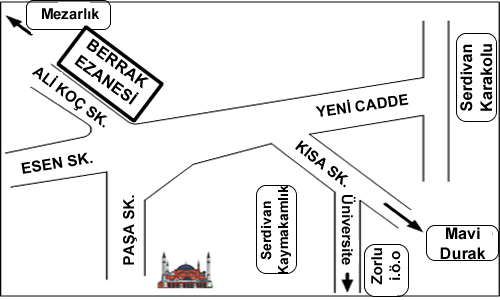 Mezarlık
BERRAK
EZANESİ
ALİ KOÇ SK.
YENİ CADDE
Serdivan
Karakolu
ESEN SK.
KISA SK.
PAŞA SK.
Serdivan
Kaymakamlık
Üniversite
Zorlu
i.ö.o
Mavi
Durak